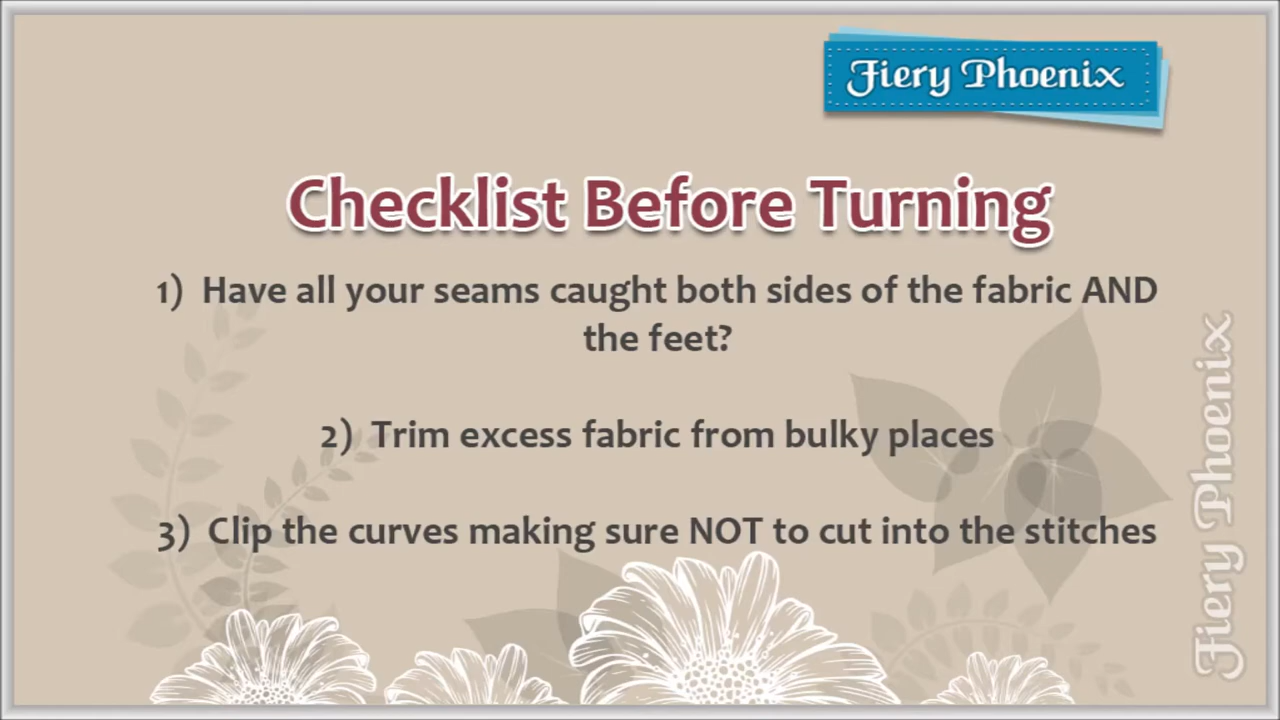 Fiery Phoenix
Checklist Before Turning
1) Have all your seams caught both sides of the fabric AND
the feet?
2) Trim excess fabric from bulky places
3) Clip the curves making sure NOT to cut into the stitches
Fiery Phoenix